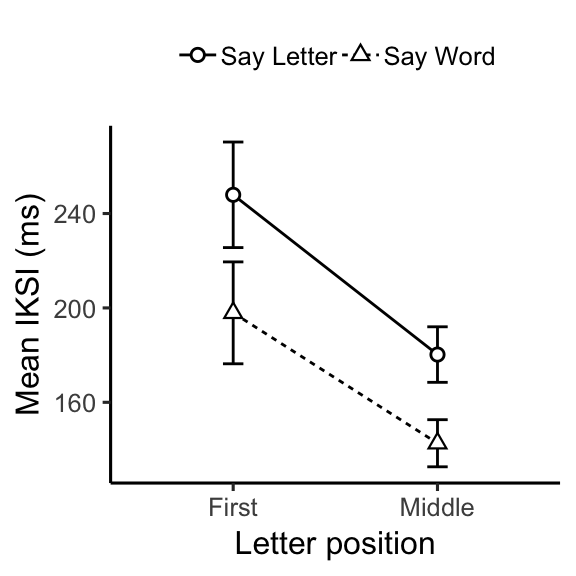 Say Letter Say Word
Mean IKSI (ms)
240
200
160
First Middle
Letter position